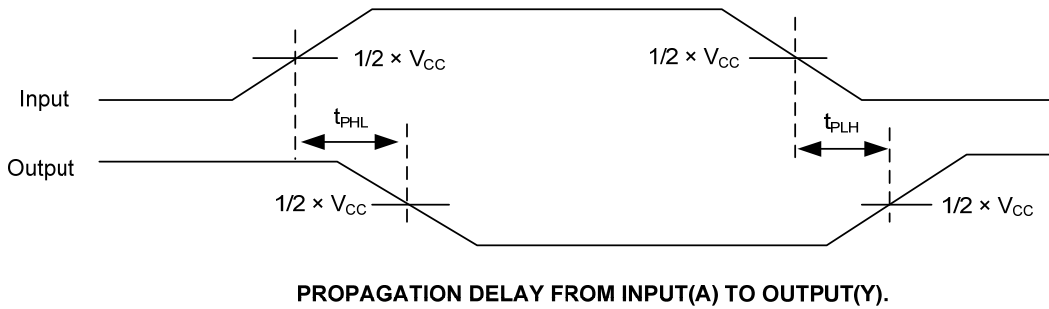 1/2 × VCC
1/2 × VCC
Input
tPHL
tPLH
Output
1/2 × VCC
1/2 × VCC
PROPAGATION DELAY FROM INPUT(A) TO OUTPUT(Y).